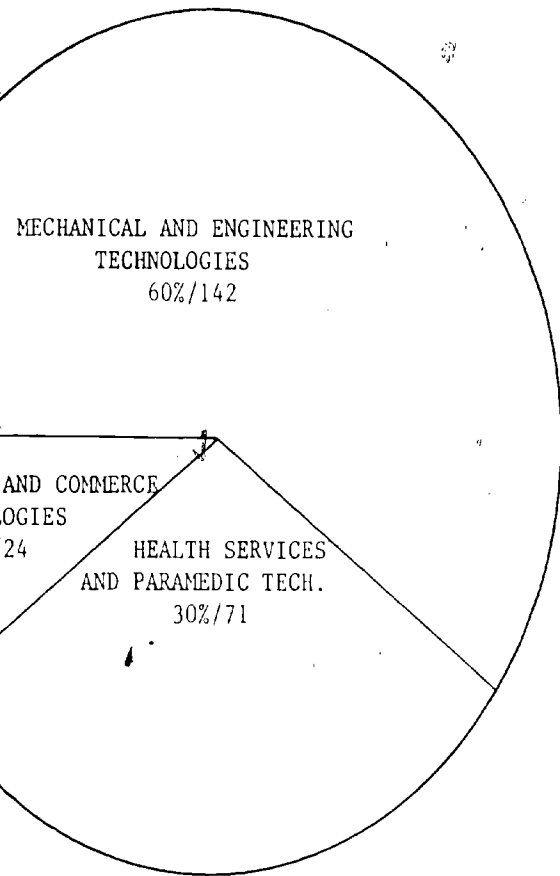 MECHANICAL AND ENGINEERING
TECHNOLOGIES
60%/142
AND COMMERCE
LOGIES
/24
HEALTH SERVICES
AND PARAMEDIC TECH.
30%/71